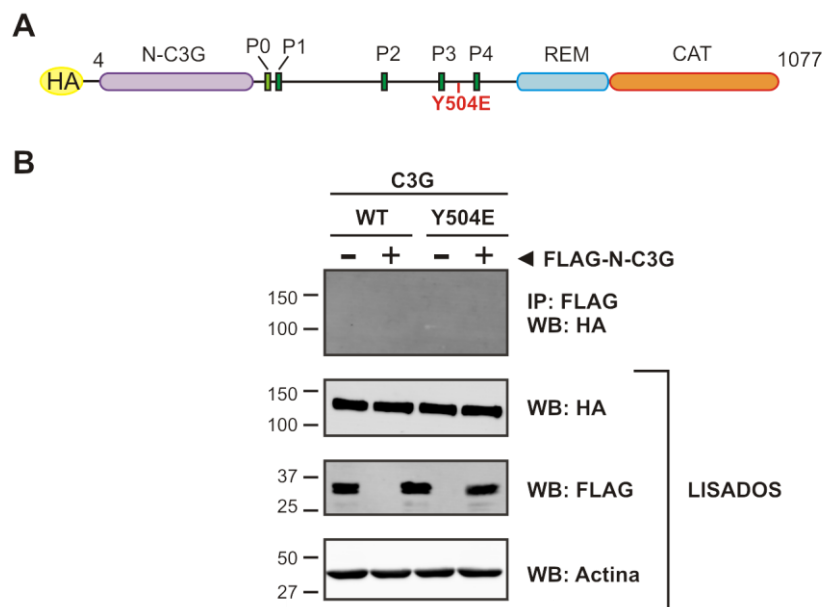 A
HA 4 N-C3G P0 P1 P2 P3 P4 REM CAT 1077
Y504E
B
C3G
WT Y504E
– + – + ◄ FLAG-N-C3G
150
100
IP: FLAG
WB: HA
150
100
WB: HA
37
25
WB: FLAG
LISADOS
50
27
WB: Actina